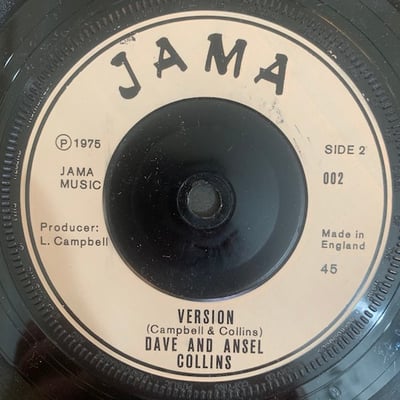 JAMA
℗ 1975
JAMA
MUSIC
Producer:
L. Campbell
SIDE 2
002
Made in
England
45
VERSION
(Campbell & Collins)
DAVE AND ANSEL
COLLINS